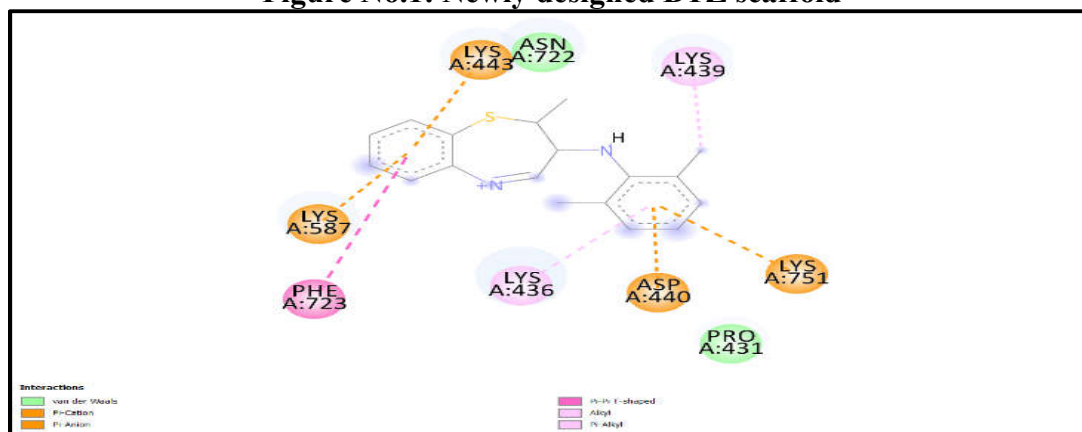 Figure No.1: Newly designed BTZ scaffold
LYS
A:443
ASN
A:722
LYS
A:439
S
H
N
+N
LYS
A:587
PHE
A:723
LYS
A:436
ASP
A:440
LYS
A:751
PRO
A:431
Interactions
van der Waals
Pi-Cation
Pi-Anion
Pi-Pi T-shaped
Alkyl
Pi-Alkyl